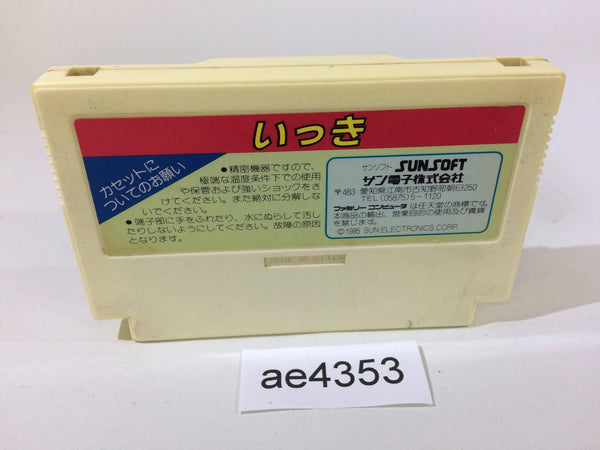 いっき
カセットに
ついてのお願い
●精密機器ですので、
極端な温度条件下での使用
や保管および強いショックをさ
けてください。また絶対に分解し
ないでください。
●端子部に手をふれたり、水にぬらして汚し
たりしないようにしてください。故障の原因
となります。
サンソフト SUNSOFT
サン電子株式会社
〒483 愛知県江南市古知野町朝日250
TEL(05875)5-1120
ファミリーコンピュータは任天堂の商標です。
本商品の輸出、営業目的の使用及び賃貸
を禁じます。
©1985 SUN ELECTRONICS CORP.
MADE IN JAPAN
ae4353